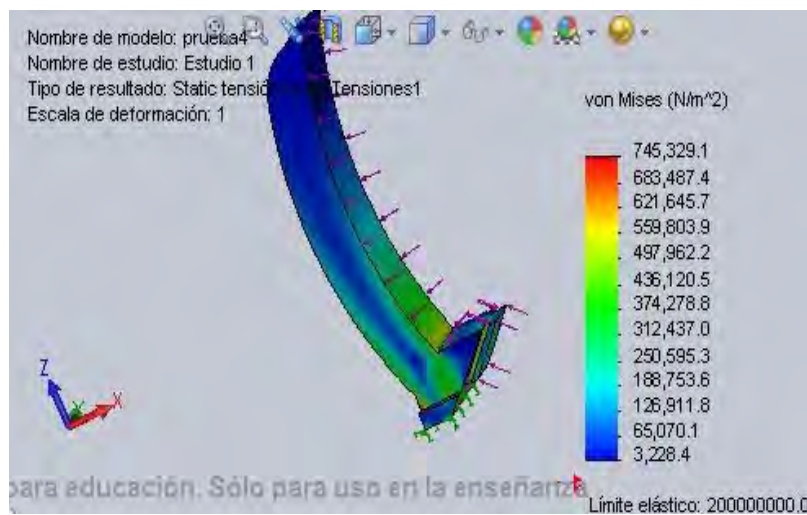 Nombre de modelo: prueba4
Nombre de estudio: Estudio 1
Tipo de resultado: Static tensió Tensiones1
Escala de deformación: 1
von Mises (N/m^2)
745,329.1
683,487.4
621,645.7
559,803.9
497,962.2
436,120.5
374,278.8
312,437.0
250,595.3
188,753.6
126,911.8
65,070.1
3,228.4
Límite elástico: 200000000.0
Z
Y
X
para educación. Sólo para uso en la enseñanza